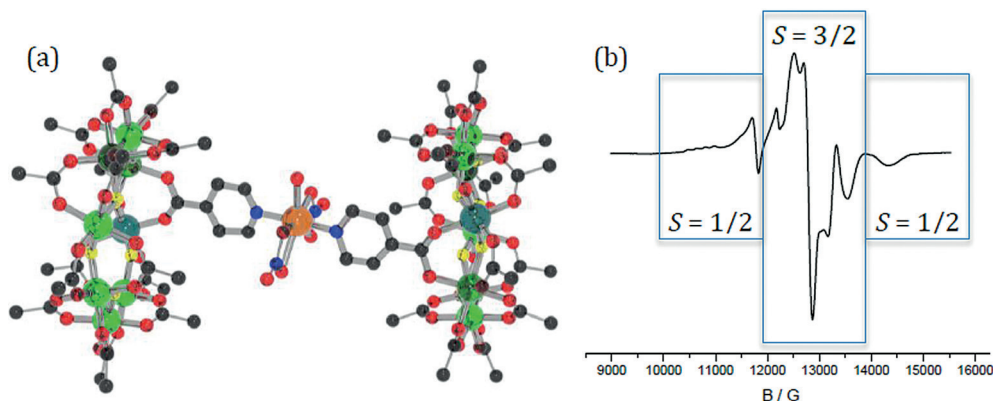 (a)
(b)
S = 3/2
S = 1/2
S = 1/2
9000 10000 11000 12000 13000 14000 15000 16000
B / G